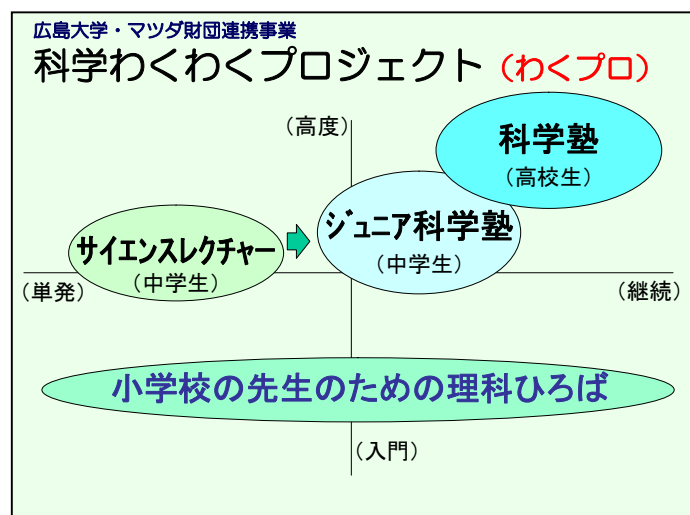 広島大学・マツダ財団連携事業
科学わくわくプロジェクト（わくプロ）
（高度）
科学塾
（高校生）
ジュニア科学塾
（中学生）
サイエンスレクチャー
（中学生）
（単発）
（継続）
小学校の先生のための理科ひろば
（入門）